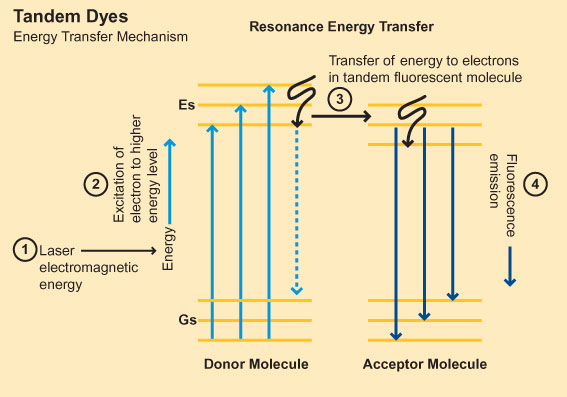 Tandem Dyes
Energy Transfer Mechanism
Resonance Energy Transfer
Transfer of energy to electrons
in tandem fluorescent molecule
3
Es
2
Excitation of
electron to higher
energy level
Fluorescence
emission
4
1
Laser
electromagnetic
energy
Energy
Gs
Donor Molecule
Acceptor Molecule